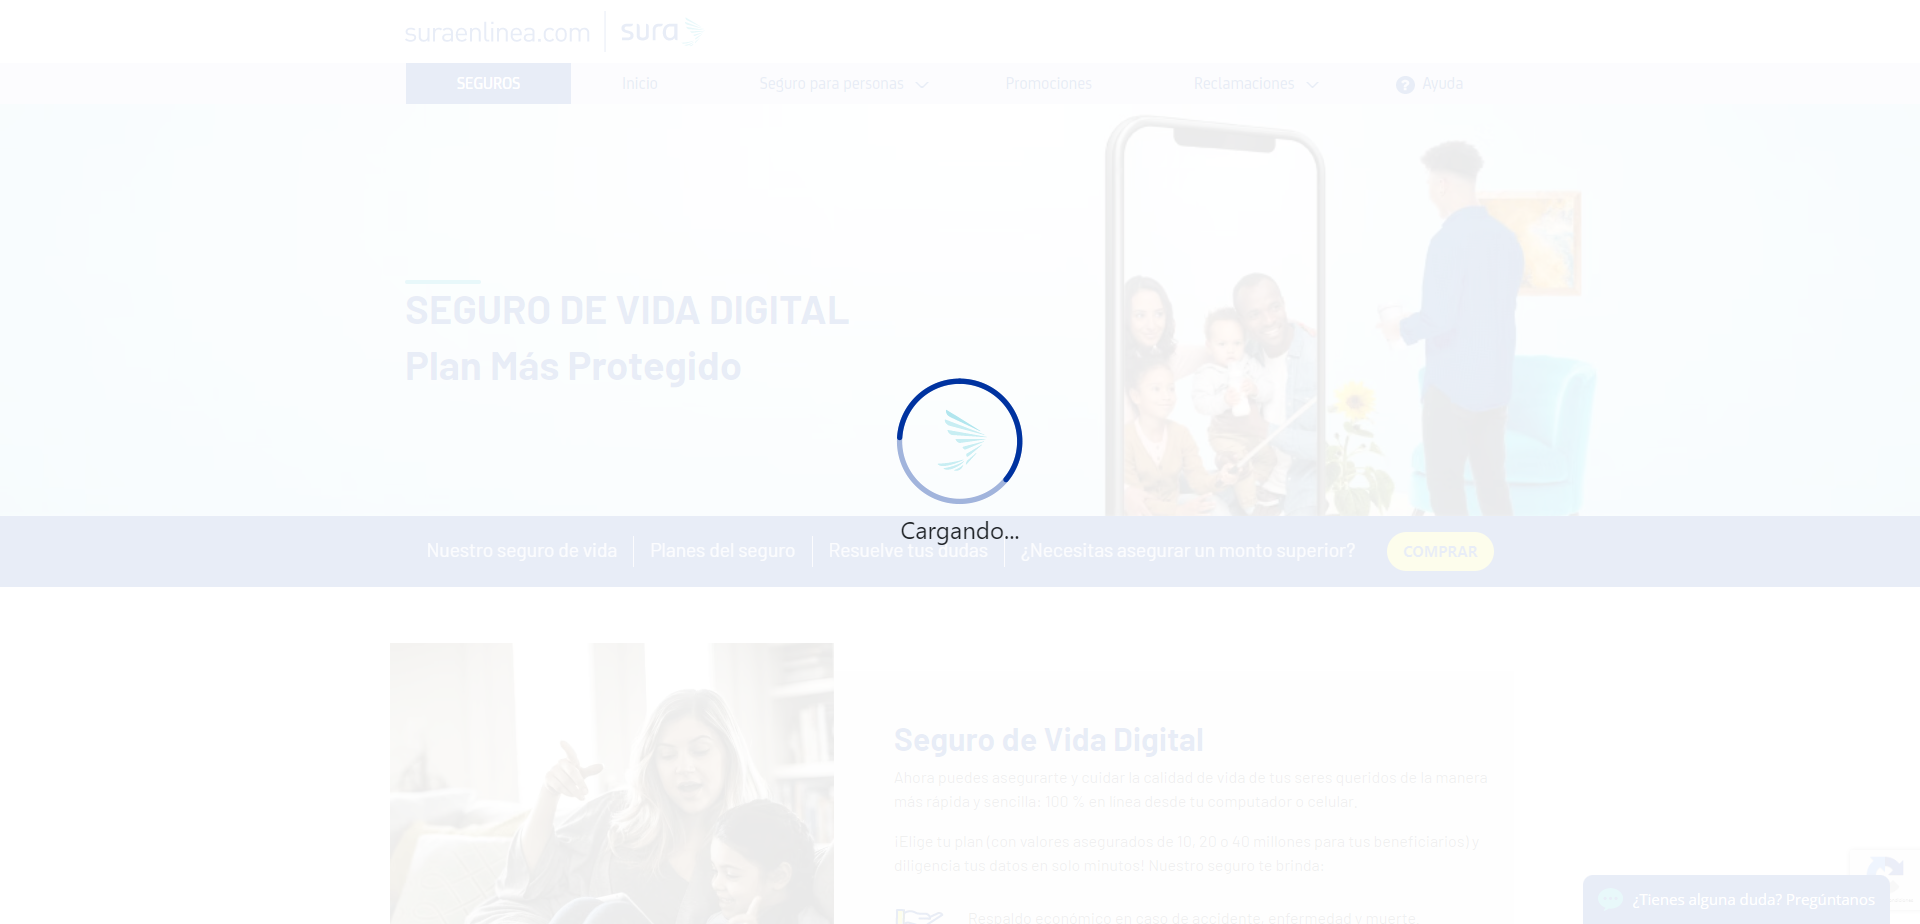 suraenlinea.com
sura
SEGUROS
Inicio
Seguro para personas
Promociones
Reclamaciones
? Ayuda
SEGURO DE VIDA DIGITAL
Plan Más Protegido
Cargando...
Nuestro seguro de vida
Planes del seguro
Resuelve tus dudas
¿Necesitas asegurar un monto superior?
COMPRAR
Seguro de Vida Digital
Ahora puedes asegurarte y cuidar la calidad de vida de tus seres queridos de la manera
más rápida y sencilla: 100 % en línea desde tu computador o celular.
¡Elige tu plan (con valores asegurados de 10, 20 o 40 millones para tus beneficiarios) y
diligencia tus datos en solo minutos! Nuestro seguro te brinda:
Respaldo económico en caso de accidente, enfermedad y muerte.
¿Tienes alguna duda? Pregúntanos